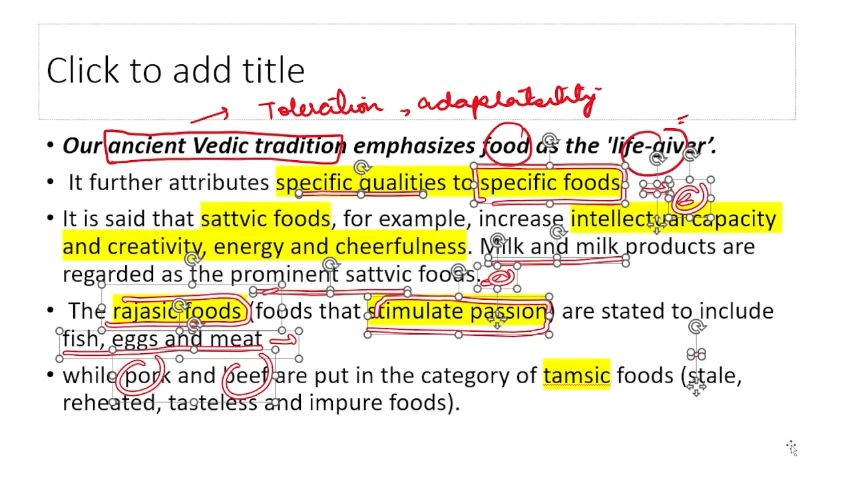 Click to add title
→ Toleration, adaptability
• Our ancient Vedic tradition emphasizes food as the 'life-giver'.
• It further attributes specific qualities to specific foods
• It is said that sattvic foods, for example, increase intellectual capacity
and creativity, energy and cheerfulness. Milk and milk products are
regarded as the prominent sattvic foods.
• The rajasic foods (foods that stimulate passion) are stated to include
fish, eggs and meat →
• while pork and beef are put in the category of tamsic foods (stale,
reheated, tasteless and impure foods).